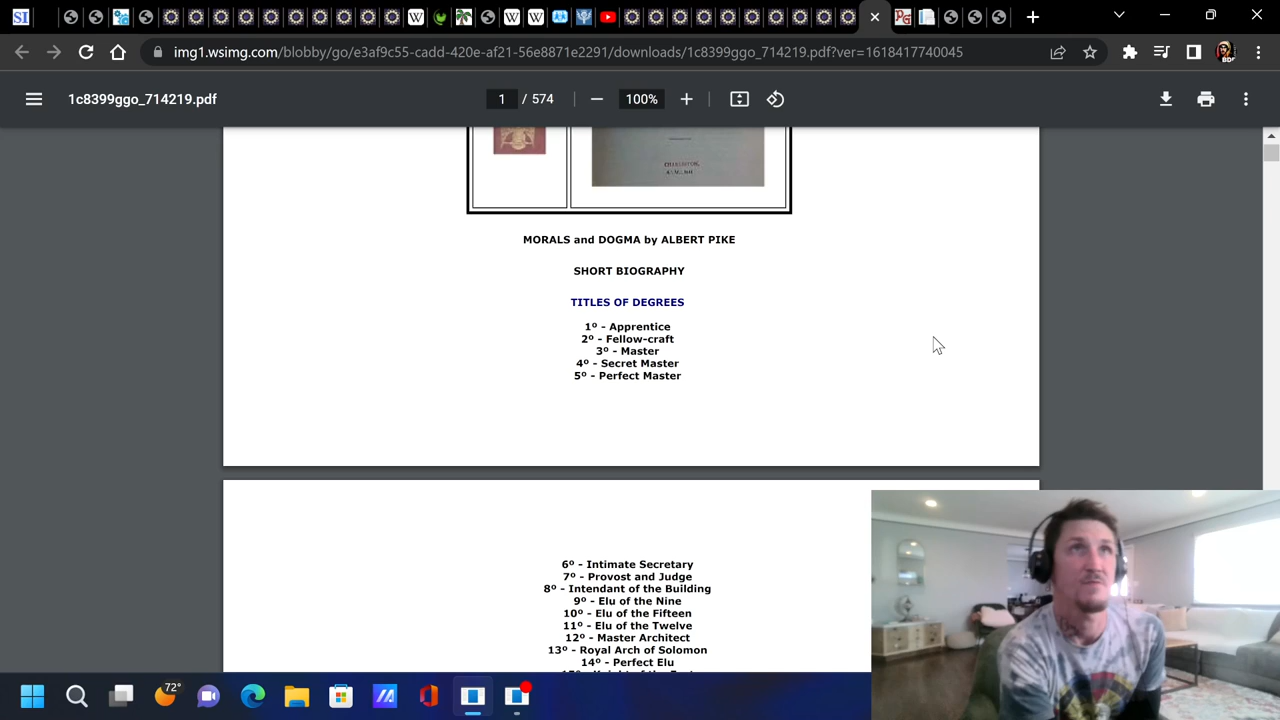 img1.wsimg.com/blobby/go/e3af9c55-cadd-420e-af21-56e8871e2291/downloads/1c8399ggo_714219.pdf?ver=1618417740045
1c8399ggo_714219.pdf
1 / 574
100%
MORALS and DOGMA by ALBERT PIKE
SHORT BIOGRAPHY
TITLES OF DEGREES
1º - Apprentice
2º - Fellow-craft
3º - Master
4º - Secret Master
5º - Perfect Master
6º - Intimate Secretary
7º - Provost and Judge
8º - Intendant of the Building
9º - Elu of the Nine
10º - Elu of the Fifteen
11º - Elu of the Twelve
12º - Master Architect
13º - Royal Arch of Solomon
14º - Perfect Elu
72°